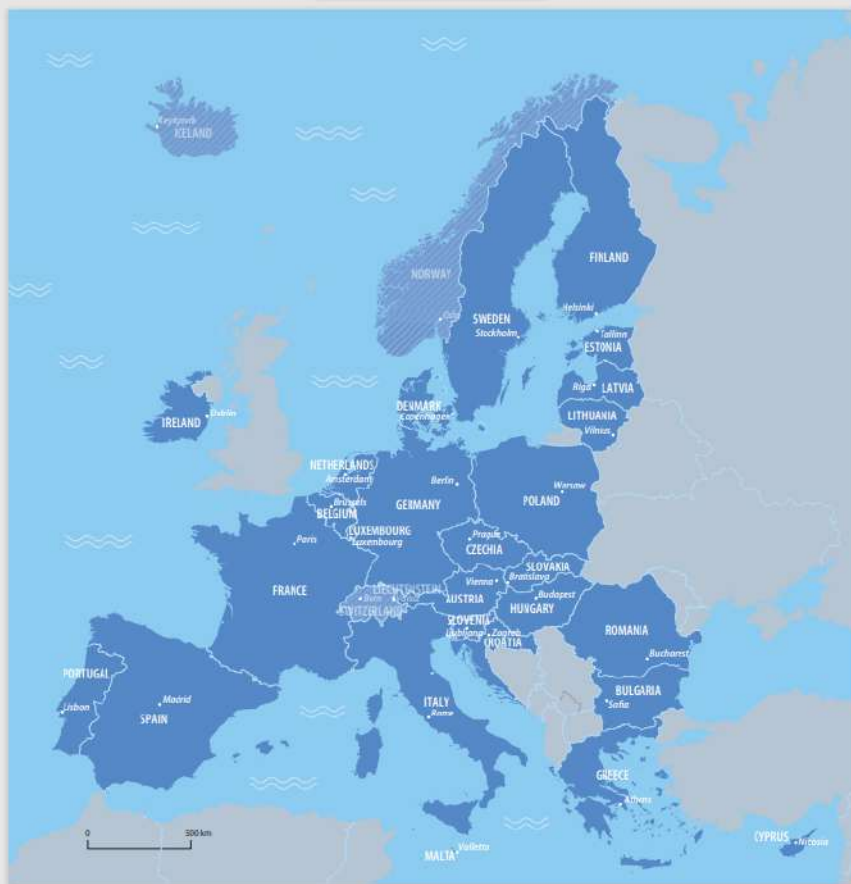 Reykjavik
ICELAND
NORWAY
Oslo
FINLAND
SWEDEN
Helsinki
Stockholm
Tallinn
ESTONIA
Riga
LATVIA
LITHUANIA
Vilnius
DENMARK
Copenhagen
Dublin
IRELAND
NETHERLANDS
Amsterdam
Berlin
Warsaw
POLAND
GERMANY
Brussels
BELGIUM
LUXEMBOURG
Luxembourg
Paris
Prague
CZECHIA
SLOVAKIA
Vienna
Bratislava
LIECHTENSTEIN
Bern
SWITZERLAND
AUSTRIA
Budapest
HUNGARY
FRANCE
SLOVENIA
Ljubljana
Zagreb
CROATIA
ROMANIA
Bucharest
PORTUGAL
Lisbon
Madrid
SPAIN
ITALY
Rome
BULGARIA
Sofia
GREECE
Athens
0 500 km
MALTA
Valletta
CYPRUS
Nicosia